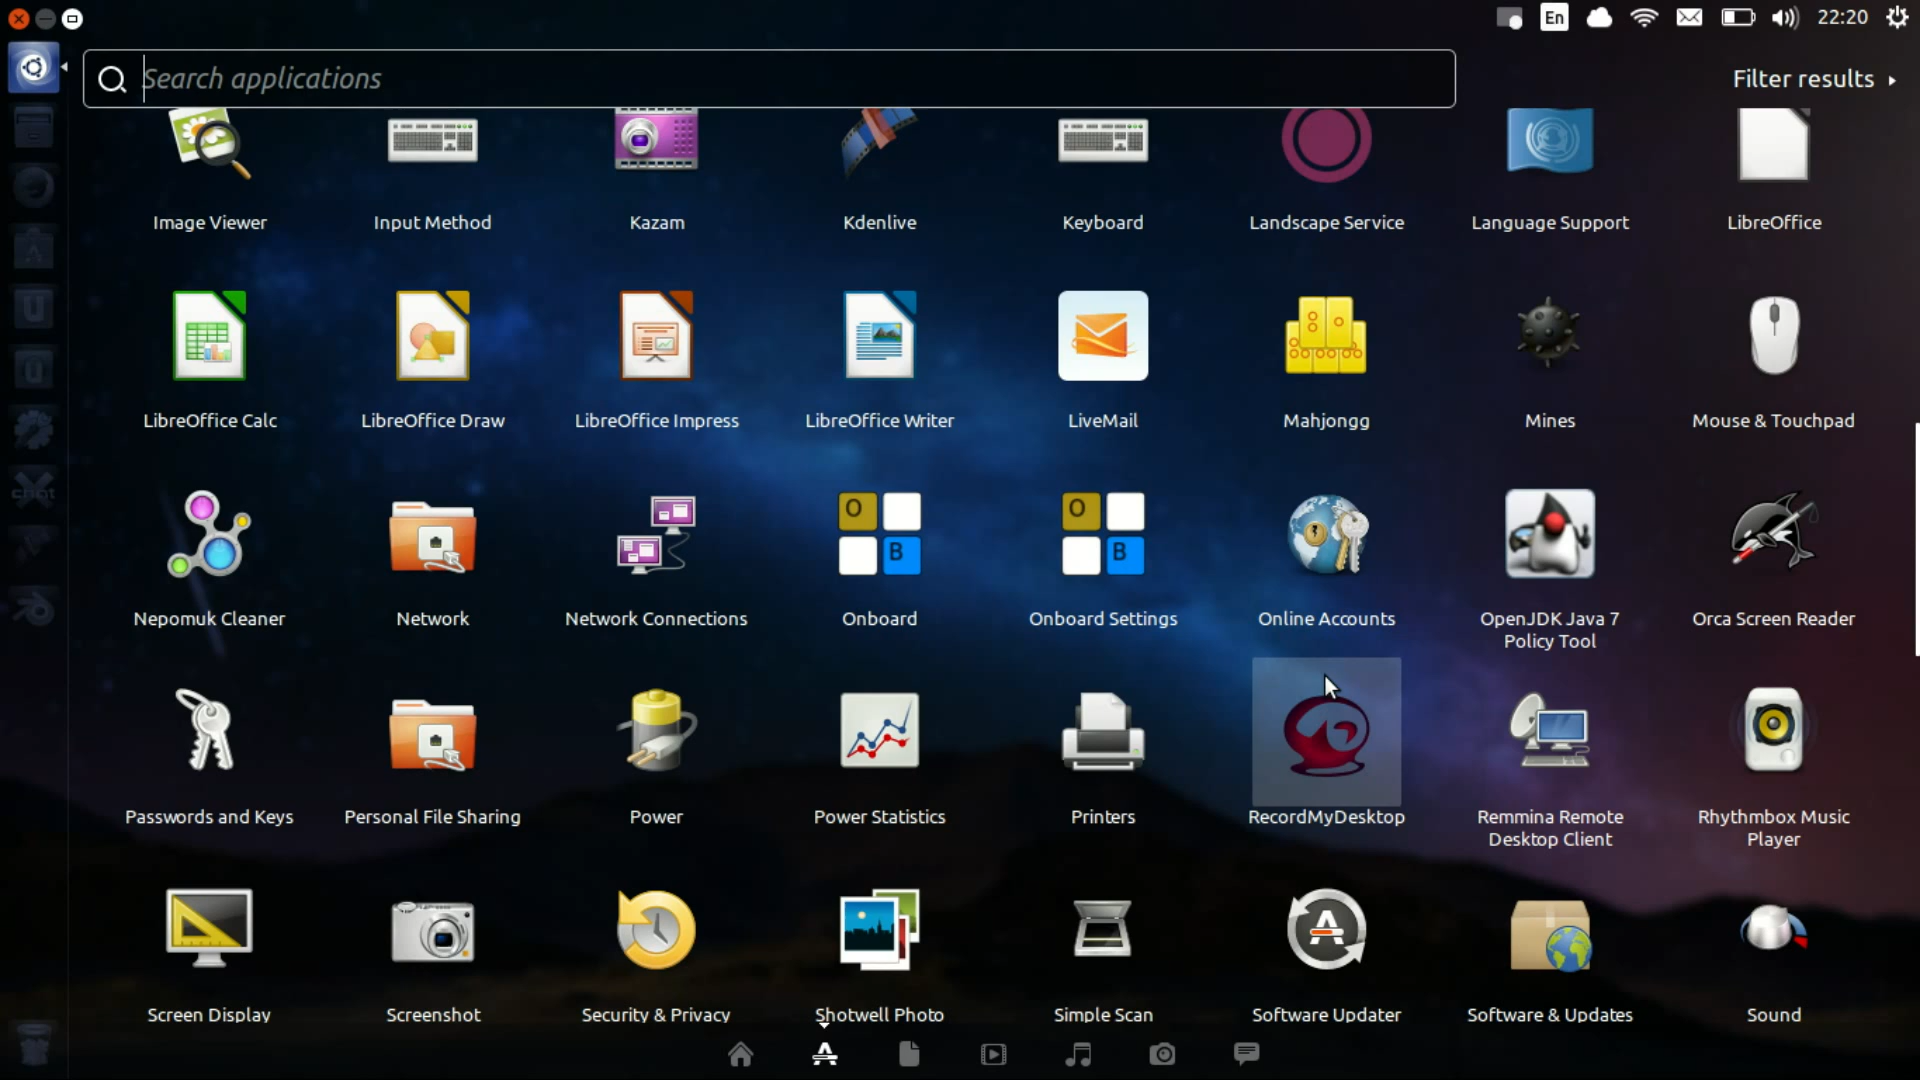 En
22:20
Search applications
Filter results
Image Viewer
Input Method
Kazam
Kdenlive
Keyboard
Landscape Service
Language Support
LibreOffice
LibreOffice Calc
LibreOffice Draw
LibreOffice Impress
LibreOffice Writer
LiveMail
Mahjongg
Mines
Mouse & Touchpad
O
B
O
B
Nepomuk Cleaner
Network
Network Connections
Onboard
Onboard Settings
Online Accounts
OpenJDK Java 7
Policy Tool
Orca Screen Reader
Passwords and Keys
Personal File Sharing
Power
Power Statistics
Printers
RecordMyDesktop
Remmina Remote
Desktop Client
Rhythmbox Music
Player
Screen Display
Screenshot
Security & Privacy
Shotwell Photo
Simple Scan
Software Updater
Software & Updates
Sound